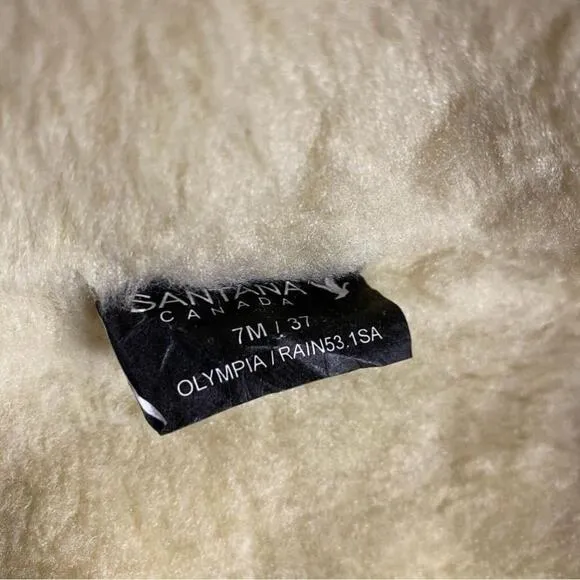 SANTANA
CANADA
7M / 37
OLYMPIA / RAIN53.1SA